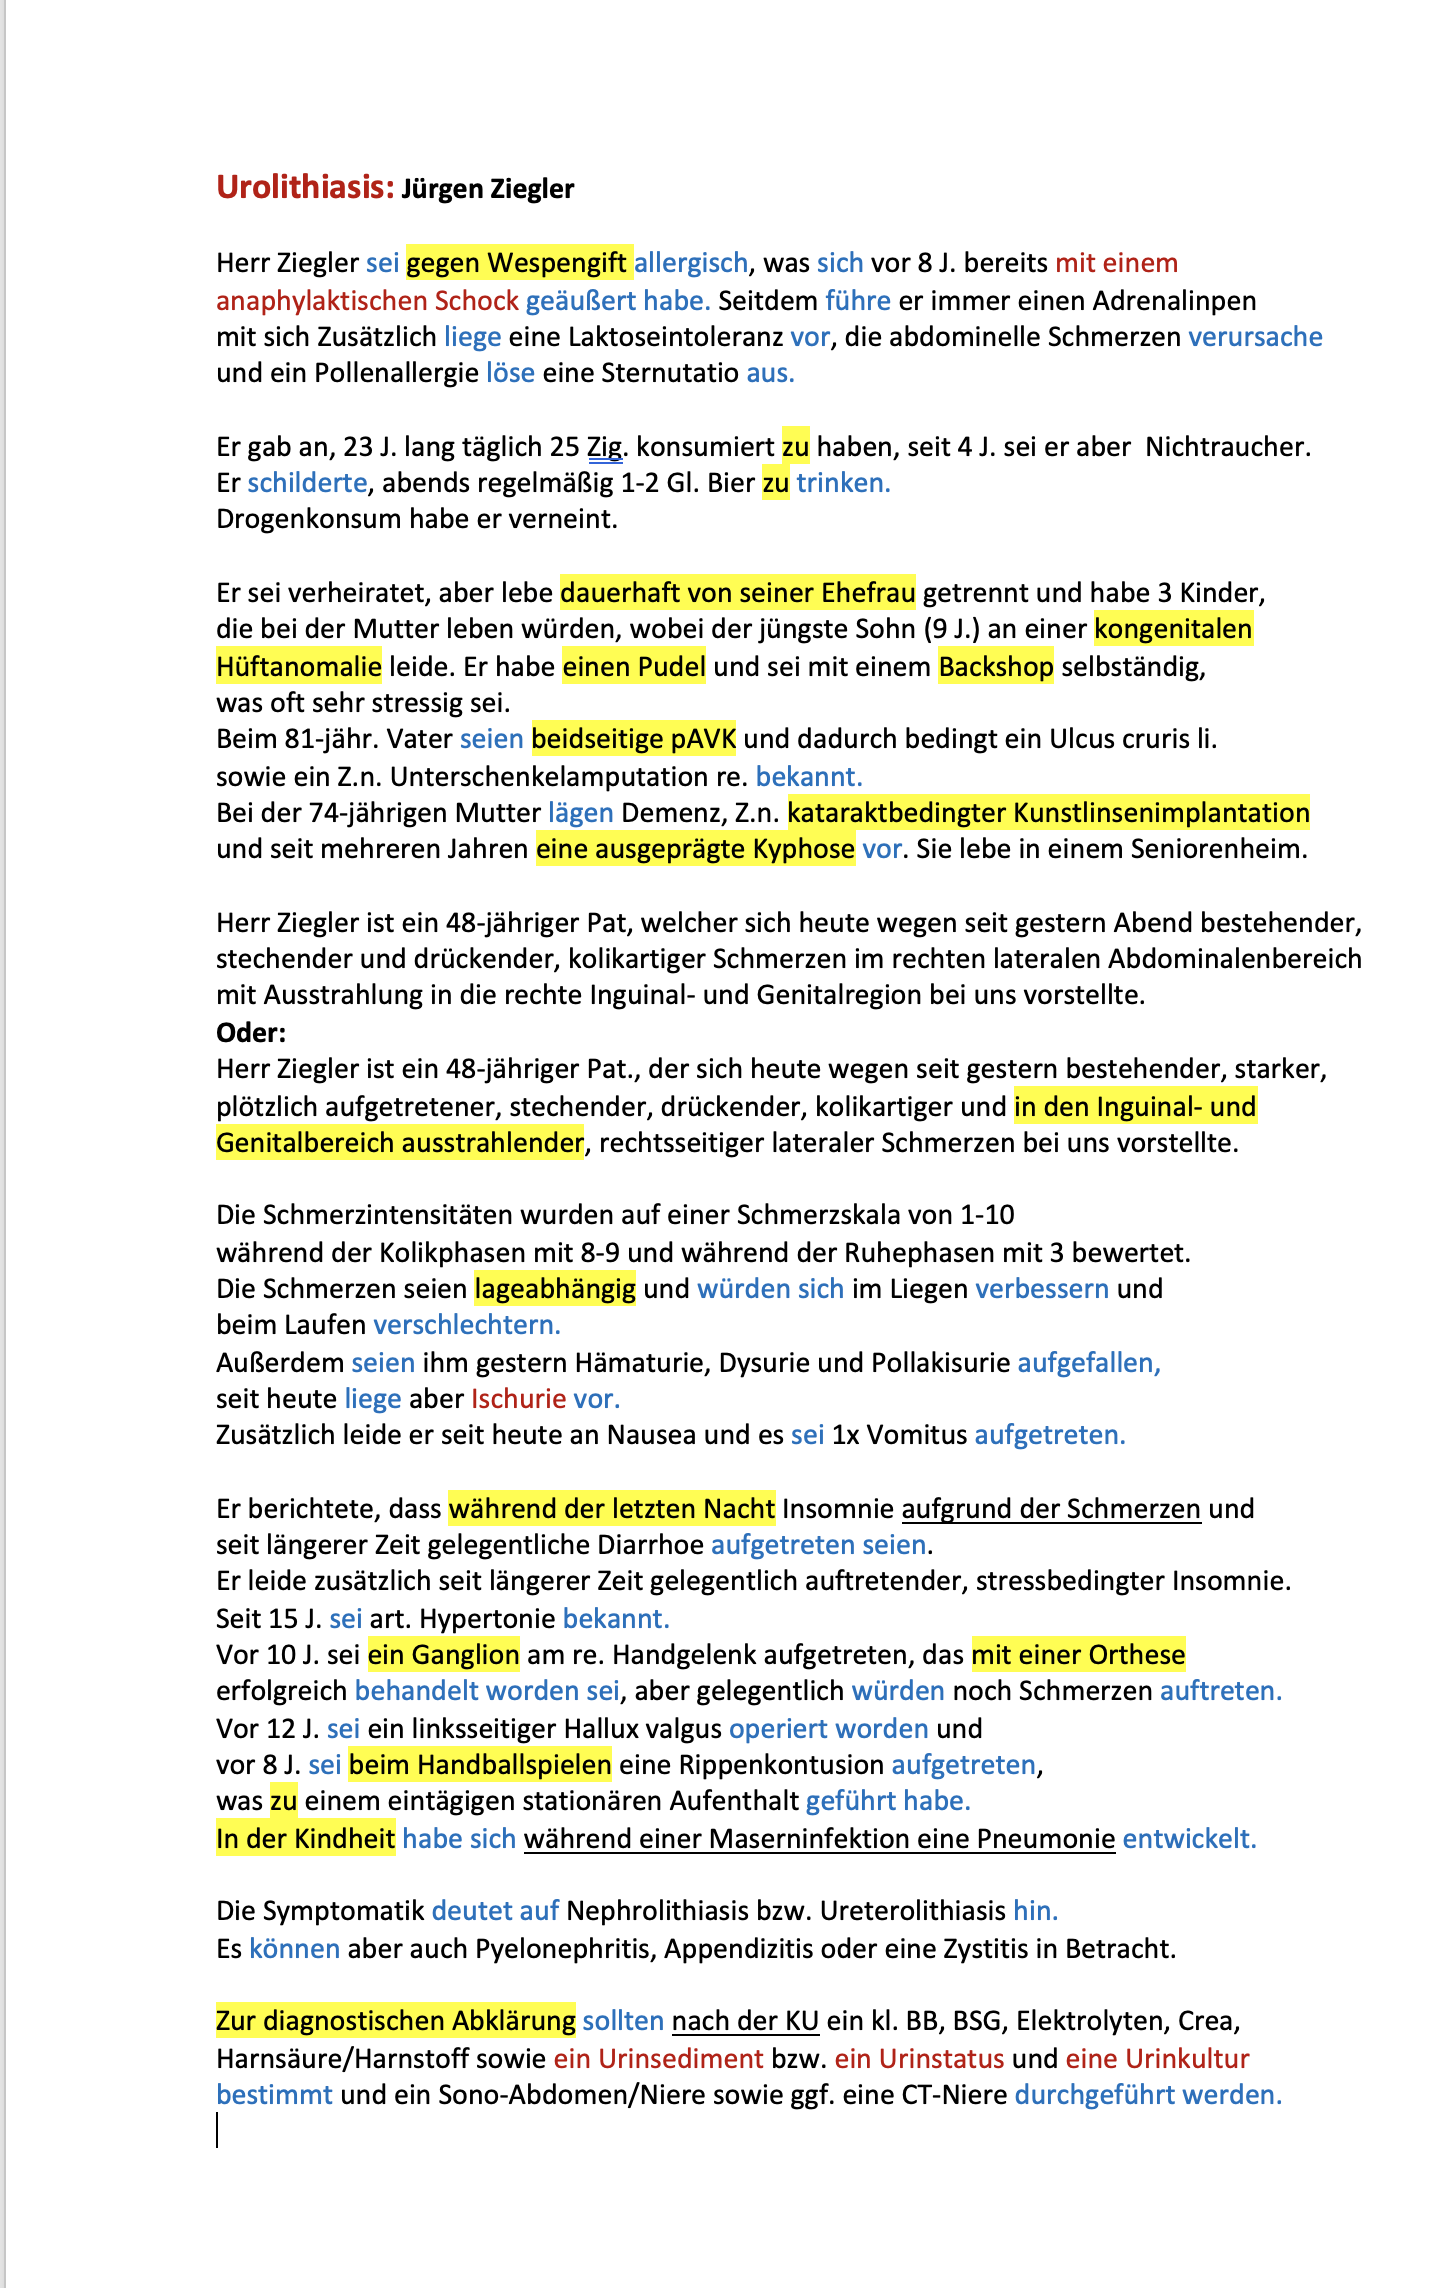 Urolithiasis: Jürgen Ziegler
Herr Ziegler sei gegen Wespengift allergisch, was sich vor 8 J. bereits mit einem
anaphylaktischen Schock geäußert habe. Seitdem führe er immer einen Adrenalinpen
mit sich Zusätzlich liege eine Laktoseintoleranz vor, die abdominelle Schmerzen verursache
und ein Pollenallergie löse eine Sternutatio aus.
Er gab an, 23 J. lang täglich 25 Zig. konsumiert zu haben, seit 4 J. sei er aber  Nichtraucher.
Er schilderte, abends regelmäßig 1-2 Gl. Bier zu trinken.
Drogenkonsum habe er verneint.
Er sei verheiratet, aber lebe dauerhaft von seiner Ehefrau getrennt und habe 3 Kinder,
die bei der Mutter leben würden, wobei der jüngste Sohn (9 J.) an einer kongenitalen
Hüftanomalie leide. Er habe einen Pudel und sei mit einem Backshop selbständig,
was oft sehr stressig sei.
Beim 81-jähr. Vater seien beidseitige pAVK und dadurch bedingt ein Ulcus cruris li.
sowie ein Z.n. Unterschenkelamputation re. bekannt.
Bei der 74-jährigen Mutter lägen Demenz, Z.n. kataraktbedingter Kunstlinsenimplantation
und seit mehreren Jahren eine ausgeprägte Kyphose vor. Sie lebe in einem Seniorenheim.
Herr Ziegler ist ein 48-jähriger Pat, welcher sich heute wegen seit gestern Abend bestehender,
stechender und drückender, kolikartiger Schmerzen im rechten lateralen Abdominalenbereich
mit Ausstrahlung in die rechte Inguinal- und Genitalregion bei uns vorstellte.
Oder:
Herr Ziegler ist ein 48-jähriger Pat., der sich heute wegen seit gestern bestehender, starker,
plötzlich aufgetretener, stechender, drückender, kolikartiger und in den Inguinal- und
Genitalbereich ausstrahlender, rechtsseitiger lateraler Schmerzen bei uns vorstellte.
Die Schmerzintensitäten wurden auf einer Schmerzskala von 1-10
während der Kolikphasen mit 8-9 und während der Ruhephasen mit 3 bewertet.
Die Schmerzen seien lageabhängig und würden sich im Liegen verbessern und
beim Laufen verschlechtern.
Außerdem seien ihm gestern Hämaturie, Dysurie und Pollakisurie aufgefallen,
seit heute liege aber Ischurie vor.
Zusätzlich leide er seit heute an Nausea und es sei 1x Vomitus aufgetreten.
Er berichtete, dass während der letzten Nacht Insomnie aufgrund der Schmerzen und
seit längerer Zeit gelegentliche Diarrhoe aufgetreten seien.
Er leide zusätzlich seit längerer Zeit gelegentlich auftretender, stressbedingter Insomnie.
Seit 15 J. sei art. Hypertonie bekannt.
Vor 10 J. sei ein Ganglion am re. Handgelenk aufgetreten, das mit einer Orthese
erfolgreich behandelt worden sei, aber gelegentlich würden noch Schmerzen auftreten.
Vor 12 J. sei ein linksseitiger Hallux valgus operiert worden und
vor 8 J. sei beim Handballspielen eine Rippenkontusion aufgetreten,
was zu einem eintägigen stationären Aufenthalt geführt habe.
In der Kindheit habe sich während einer Maserninfektion eine Pneumonie entwickelt.
Die Symptomatik deutet auf Nephrolithiasis bzw. Ureterolithiasis hin.
Es können aber auch Pyelonephritis, Appendizitis oder eine Zystitis in Betracht.
Zur diagnostischen Abklärung sollten nach der KU ein kl. BB, BSG, Elektrolyten, Crea,
Harnsäure/Harnstoff sowie ein Urinsediment bzw. ein Urinstatus und eine Urinkultur
bestimmt und ein Sono-Abdomen/Niere sowie ggf. eine CT-Niere durchgeführt werden.